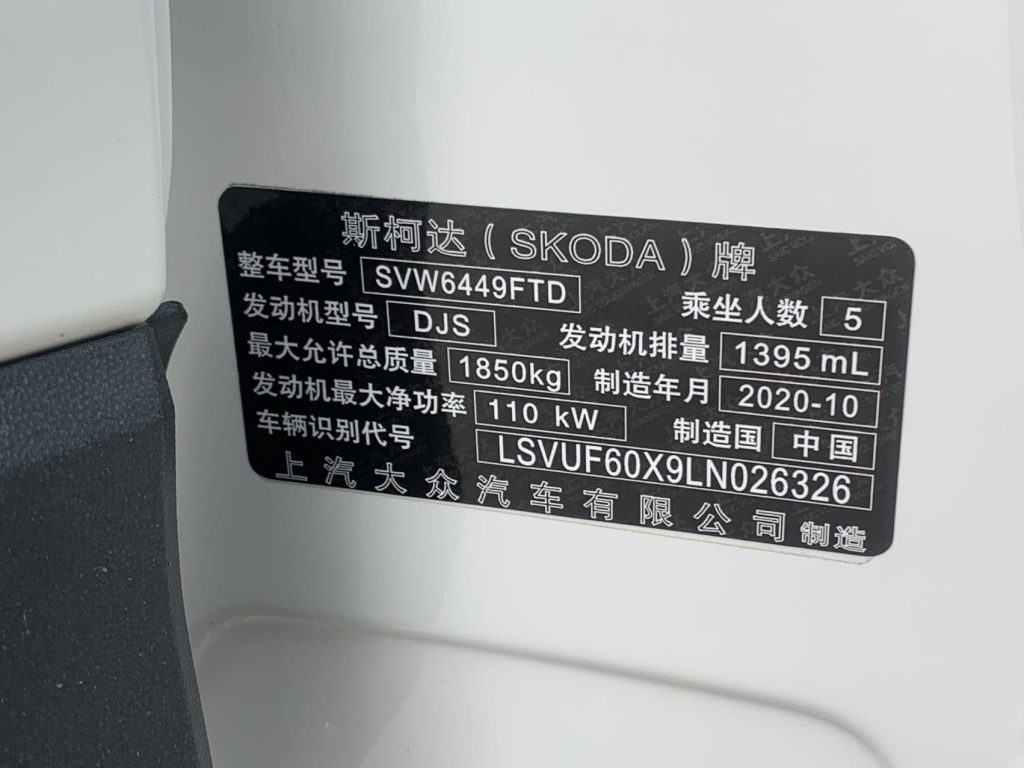 斯柯达（SKODA）牌
整车型号 SVW6449FTD 乘坐人数 5
发动机型号 DJS 发动机排量 1395 mL
最大允许总质量 1850kg 制造年月 2020-10
发动机最大净功率 110 kW 制造国 中国
车辆识别代号 LSVUF60X9LN026326
上汽大众汽车有限公司制造